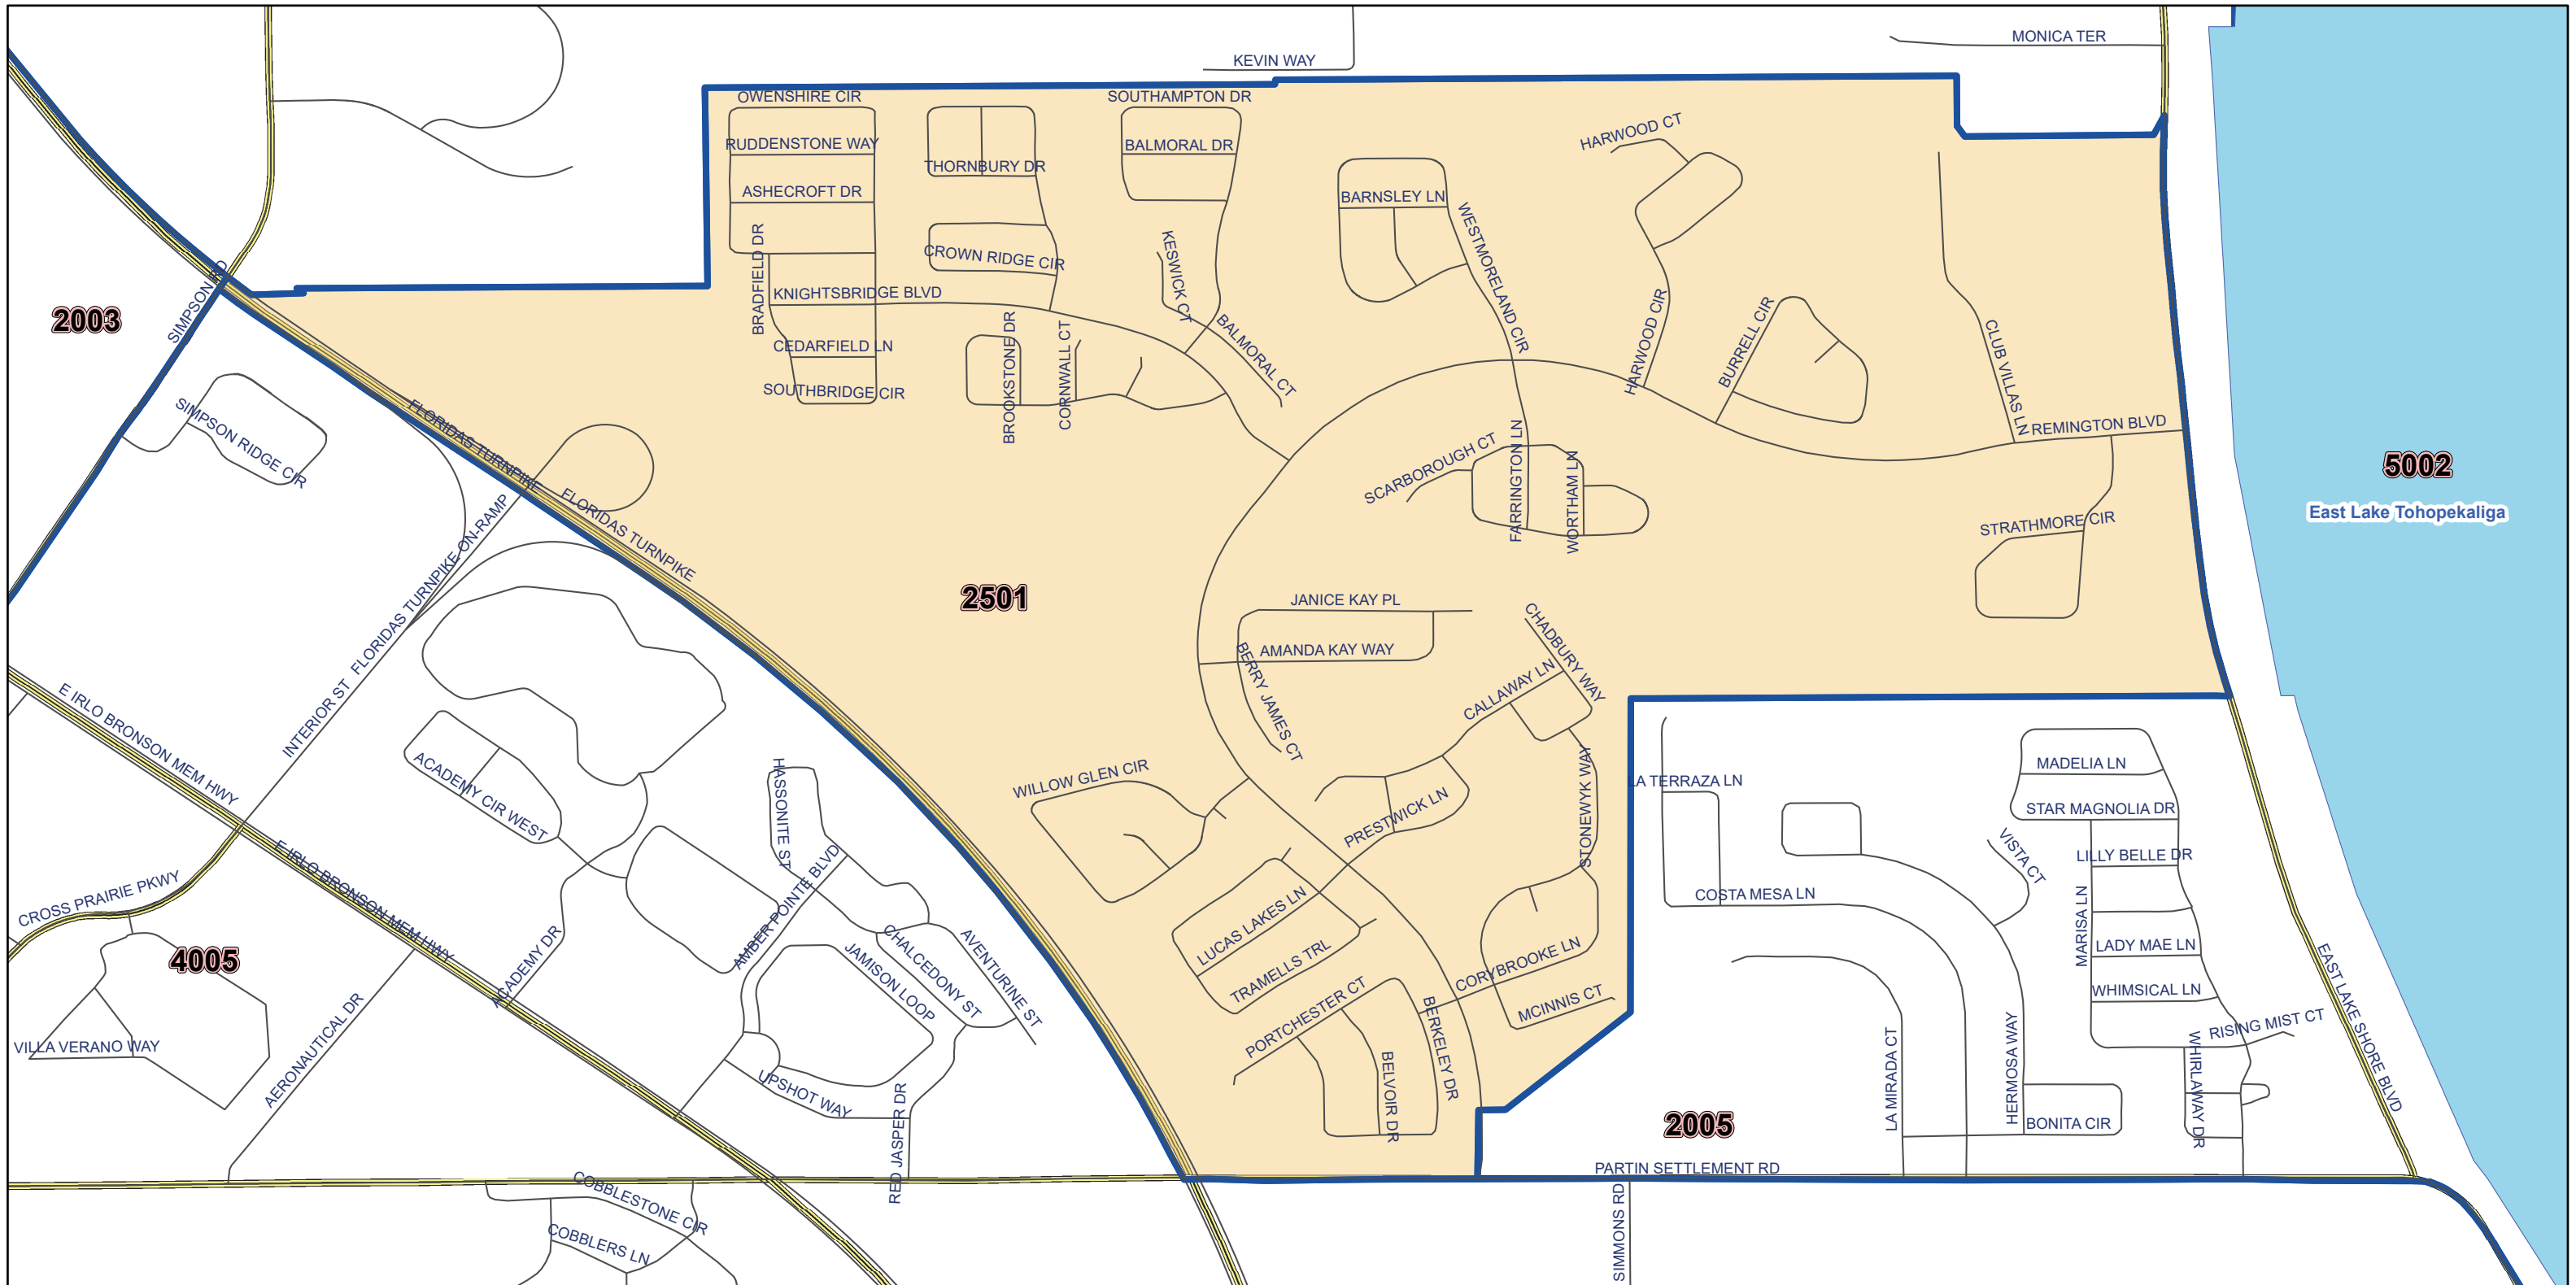 MONICA TER
KEVIN WAY
OWENSHIRE CIR
SOUTHAMPTON DR
RUDDENSTONE WAY
THORNBURY DR
BALMORAL DR
HARWOOD CT
ASHECROFT DR
BARNSLEY LN
BRADFIELD DR
CROWN RIDGE CIR
KESWICK CT
WESTMORELAND CIR
SIMPSON RD
2003
KNIGHTSBRIDGE BLVD
BALMORAL CT
HARWOOD CIR
BURRELL CIR
CLUB VILLAS LN
CEDARFIELD LN
BROOKSTONE DR
CORNWALL CT
SOUTHBRIDGE CIR
SIMPSON RIDGE CIR
FLORIDAS TURNPIKE
REMINGTON BLVD
5002
East Lake Tohopekaliga
SCARBOROUGH CT
FARRINGTON LN
WORTHAM LN
STRATHMORE CIR
FLORIDAS TURNPIKE
FLORIDAS TURNPIKE ON-RAMP
2501
JANICE KAY PL
CHADBURY WAY
AMANDA KAY WAY
BERRY JAMES CT
CALLAWAY LN
INTERIOR ST
E IRLO BRONSON MEM HWY
ACADEMY CIR WEST
HASSONITE ST
WILLOW GLEN CIR
PRESTWICK LN
STONEWYK WAY
LA TERRAZA LN
MADELIA LN
STAR MAGNOLIA DR
VISTA CT
LILLY BELLE DR
E IRLO BRONSON MEM HWY
CROSS PRAIRIE PKWY
COSTA MESA LN
MARISA LN
LADY MAE LN
AMBER POINTE BLVD
LUCAS LAKES LN
4005
ACADEMY DR
JAMISON LOOP
CHALCEDONY ST
AVENTURINE ST
TRAMELLS TRL
CORYBROOKE LN
WHIMSICAL LN
EAST LAKE SHORE BLVD
PORTCHESTER CT
MCINNIS CT
RISING MIST CT
VILLA VERANO WAY
AERONAUTICAL DR
UPSHOT WAY
BERKELEY DR
BELVOIR DR
LA MIRADA CT
HERMOSA WAY
WHIRLAWAY DR
2005
BONITA CIR
RED JASPER DR
PARTIN SETTLEMENT RD
COBBLESTONE CIR
COBBLERS LN
SIMMONS RD